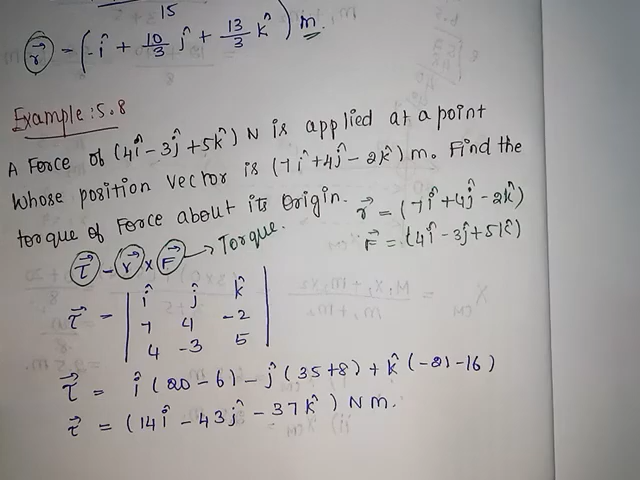 15
r⃗ = (-î + 10/3 ĵ + 13/3 k̂) m
Example: 5.8
A Force of (4î - 3ĵ + 5k̂) N is applied at a point
whose position vector is (7î + 4ĵ - 2k̂) m. Find the
torque of Force about its Origin.
r⃗ = (7î + 4ĵ - 2k̂)
F⃗ = (4î - 3ĵ + 5k̂)
τ⃗ = r⃗ × F⃗ → Torque.
τ⃗ = | î ĵ k̂ |
| 7 4 -2 |
| 4 -3 5 |
τ⃗ = î (20 - 6) - ĵ (35 + 8) + k̂ (-21 - 16)
τ⃗ = (14î - 43ĵ - 37k̂) N m.